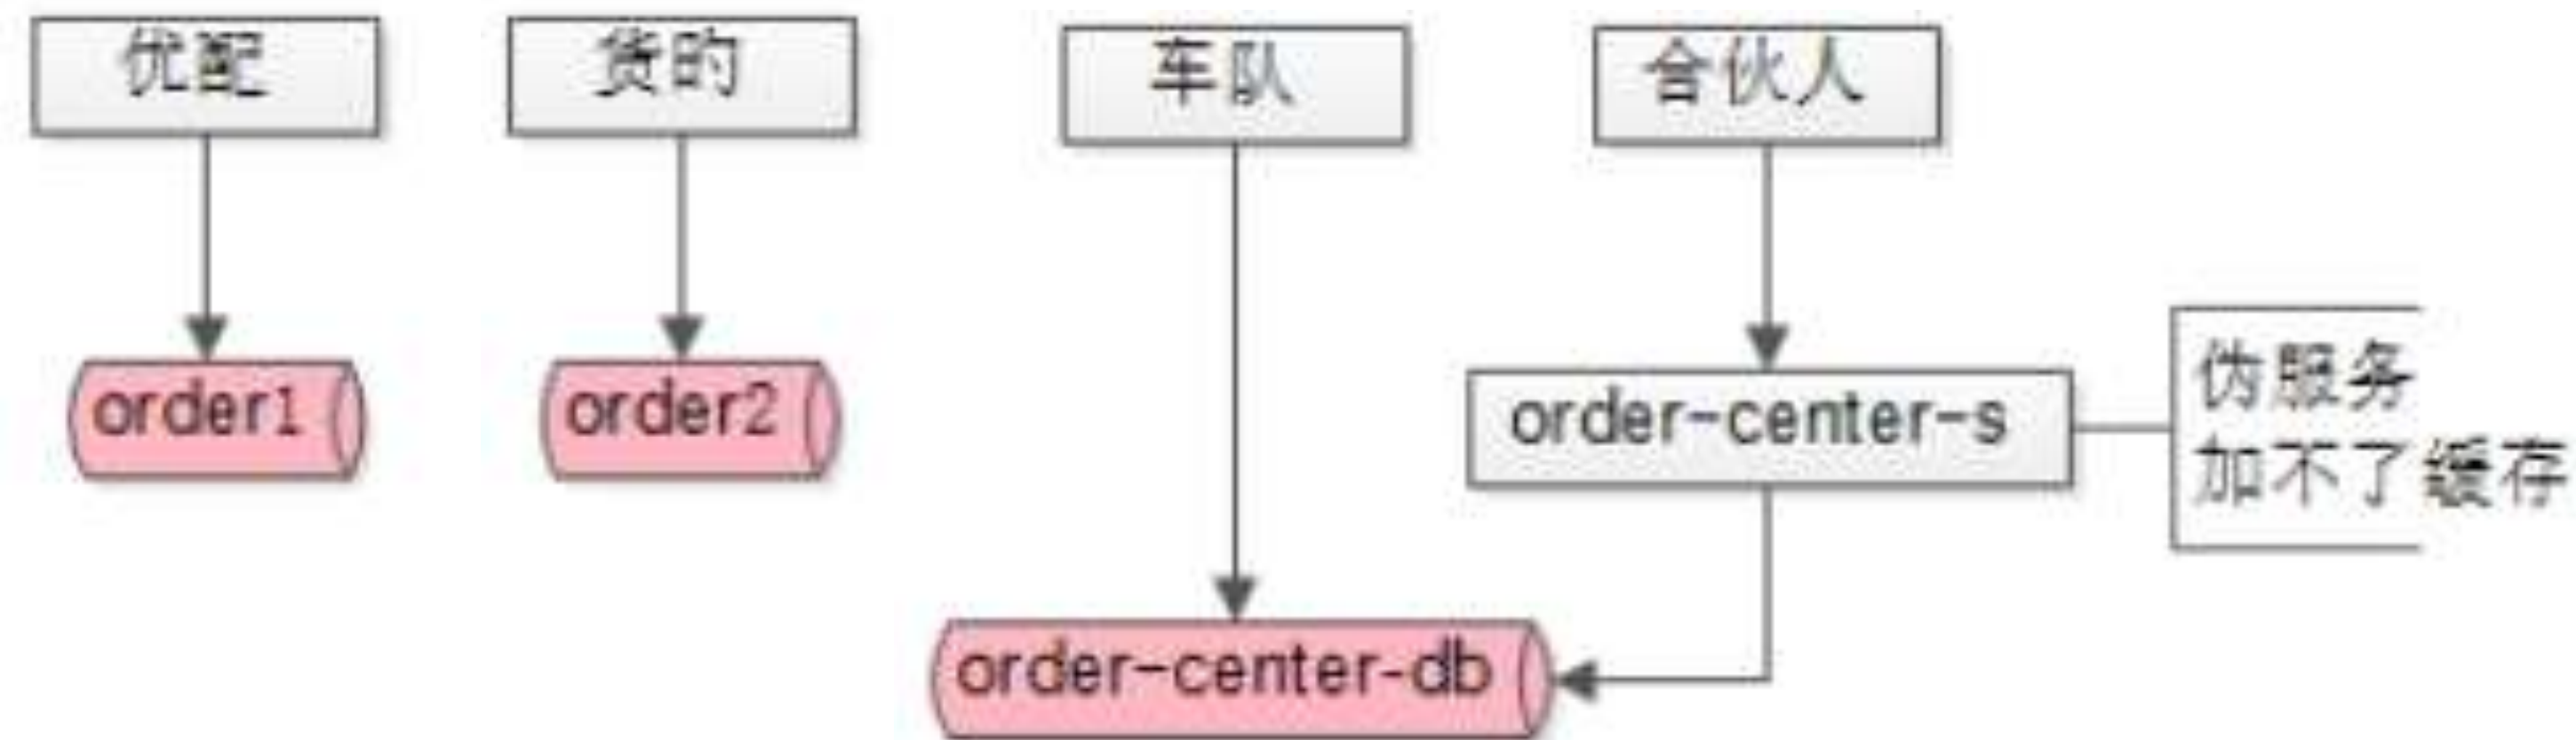 优配
货的
车队
合伙人
order1
order2
order-center-s
伪服务
加不了缓存
order-center-db